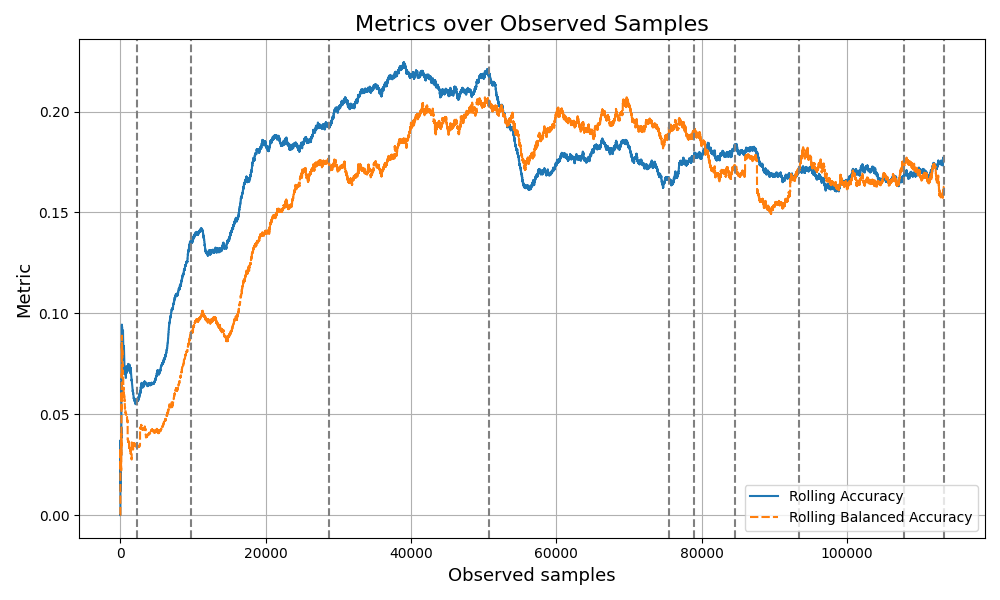 Metrics over Observed Samples
Metric
0.20
0.15
0.10
0.05
0.00
0
20000
40000
60000
80000
100000
Observed samples
Rolling Accuracy
Rolling Balanced Accuracy